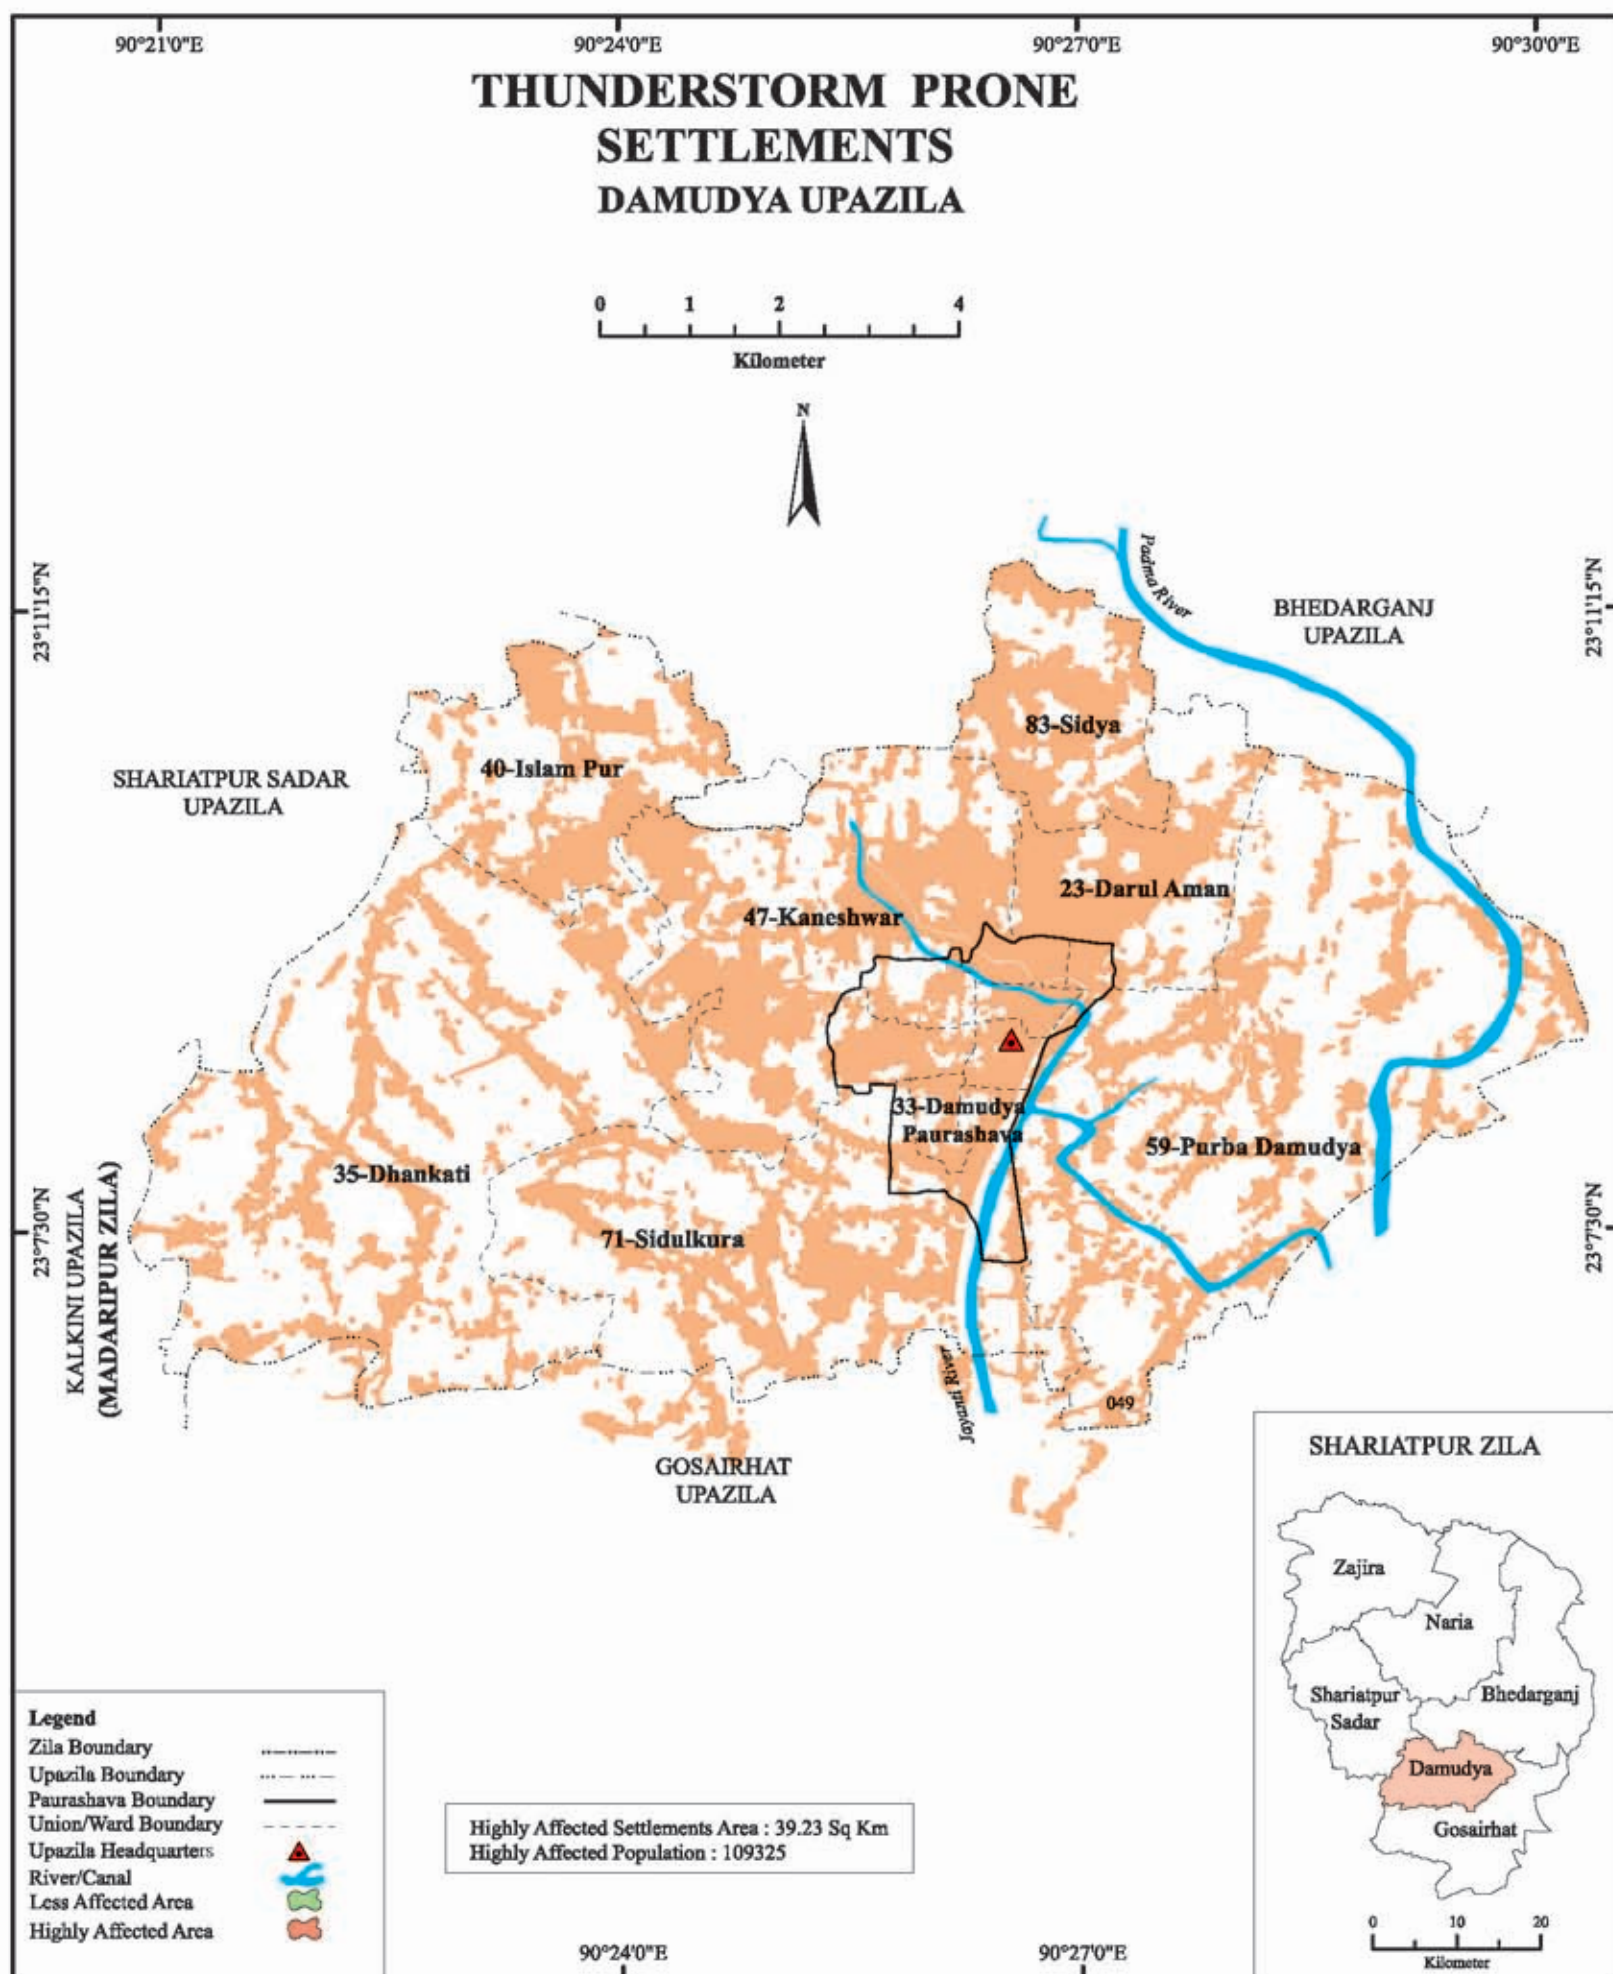 90°21'0"E
90°24'0"E
90°27'0"E
90°30'0"E
THUNDERSTORM PRONE
SETTLEMENTS
DAMUDYA UPAZILA
0 1 2 4
Kilometer
N
Padma River
23°11'15"N
23°11'15"N
BHEDARGANJ
UPAZILA
83-Sidya
40-Islam Pur
SHARIATPUR SADAR
UPAZILA
23-Darul Aman
47-Kaneshwar
33-Damudya
Paurashava
59-Purba Damudya
35-Dhankati
71-Sidulkura
23°7'30"N
23°7'30"N
KALKINI UPAZILA
(MADARIPUR ZILA)
Jayanti River
049
GOSAIRHAT
UPAZILA
SHARIATPUR ZILA
Zajira
Naria
Shariatpur
Sadar
Bhedarganj
Damudya
Gosairhat
0 10 20
Kilometer
Legend
Zila Boundary
Upazila Boundary
Paurashava Boundary
Union/Ward Boundary
Upazila Headquarters
River/Canal
Less Affected Area
Highly Affected Area
Highly Affected Settlements Area : 39.23 Sq Km
Highly Affected Population : 109325
90°24'0"E
90°27'0"E